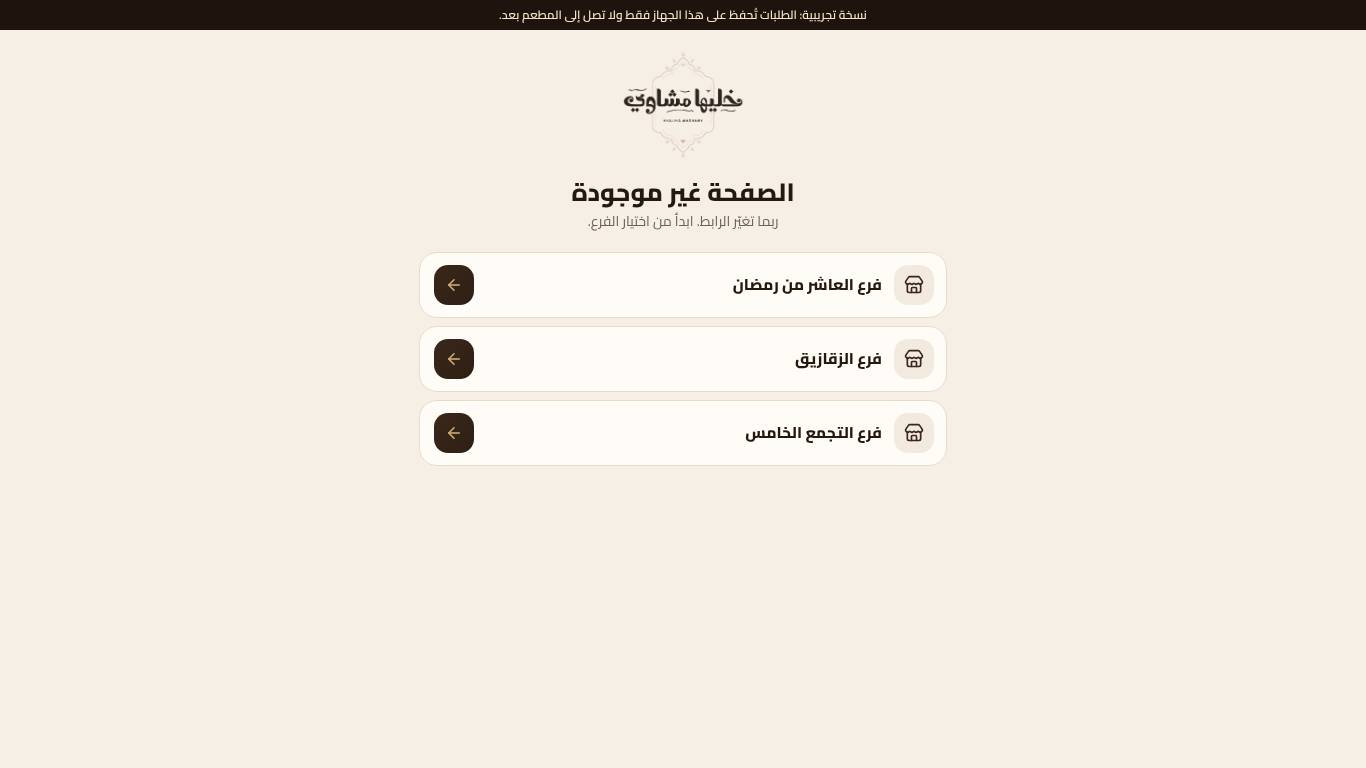 نسخة تجريبية: الطلبات تُحفظ على هذا الجهاز فقط ولا تصل إلى المطعم بعد.
خليها مشاوي
الصفحة غير موجودة
ربما تغيّر الرابط. ابدأ من اختيار الفرع.
فرع العاشر من رمضان
فرع الزقازيق
فرع التجمع الخامس